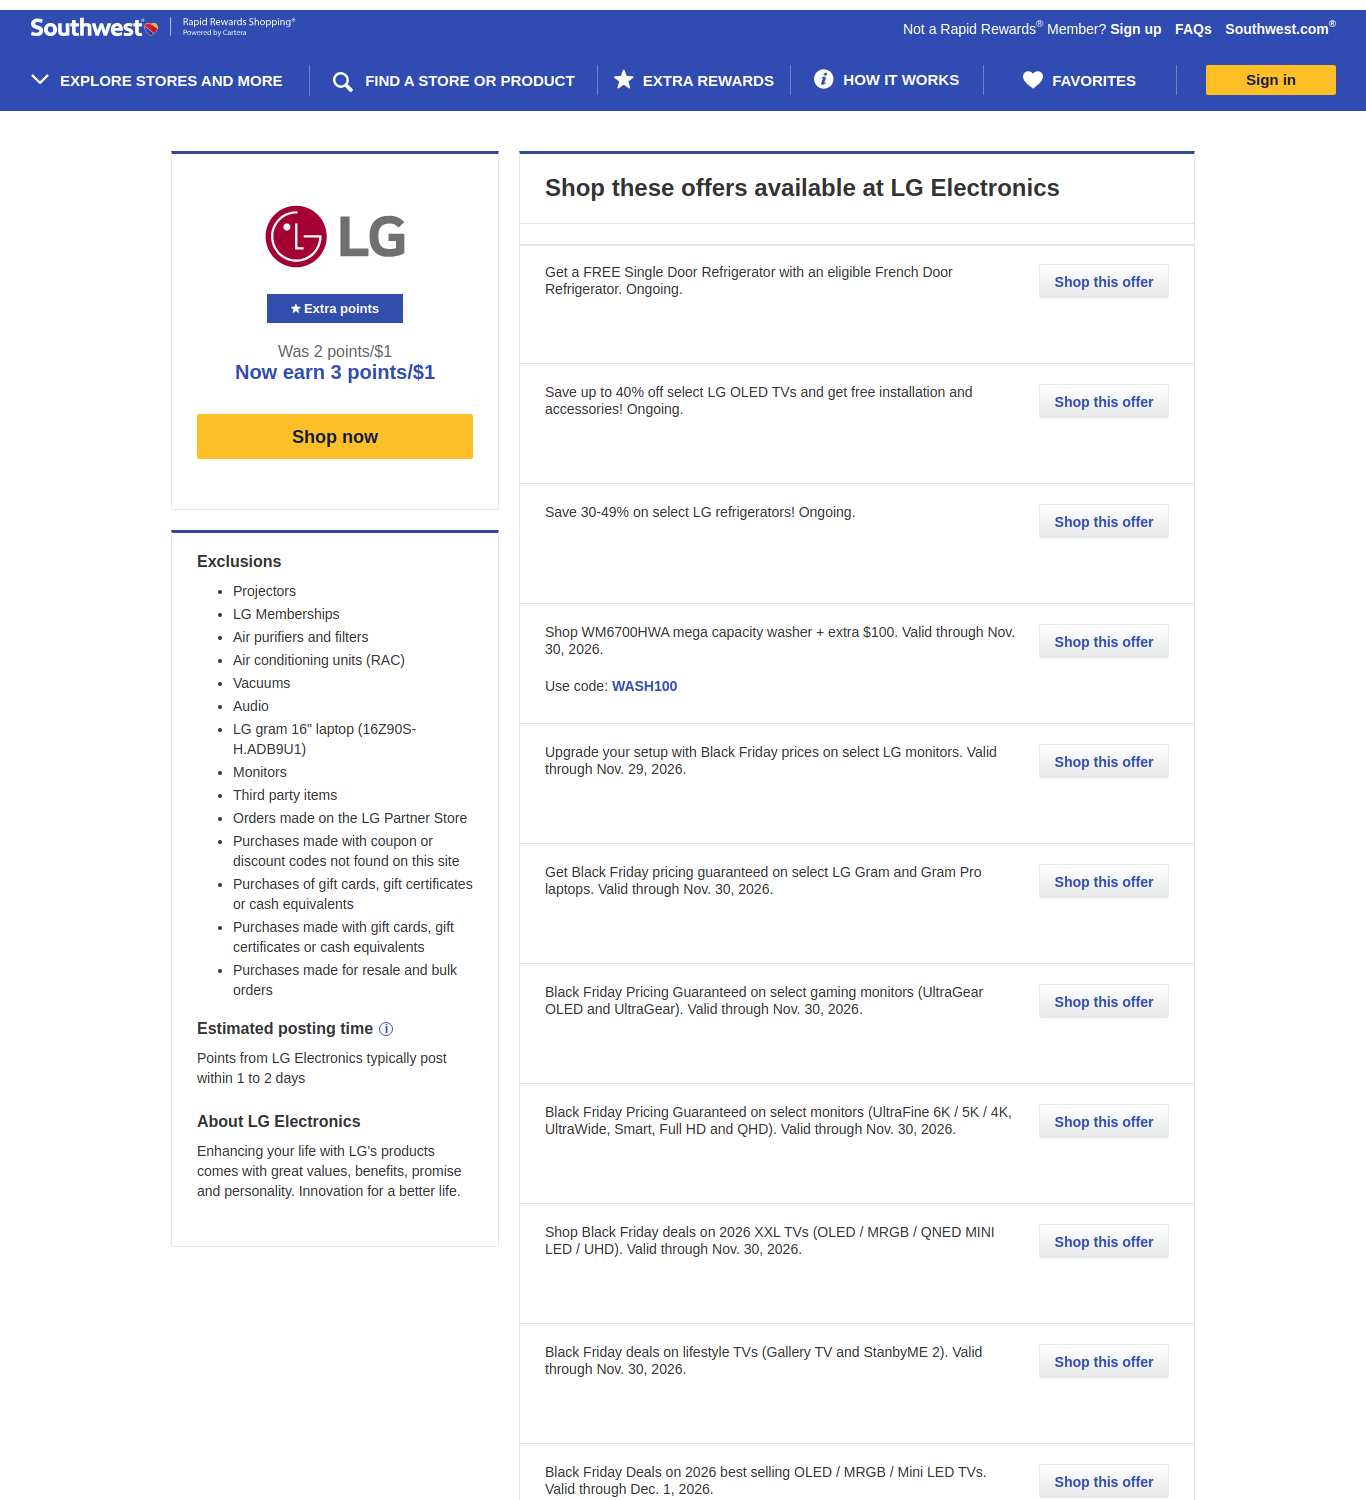 Southwest® Rapid Rewards Shopping®
Powered by Cartera
Not a Rapid Rewards® Member? Sign up FAQs Southwest.com®
EXPLORE STORES AND MORE FIND A STORE OR PRODUCT EXTRA REWARDS HOW IT WORKS FAVORITES Sign in
LG
Extra points
Was 2 points/$1
Now earn 3 points/$1
Shop now
Exclusions
• Projectors
• LG Memberships
• Air purifiers and filters
• Air conditioning units (RAC)
• Vacuums
• Audio
• LG gram 16" laptop (16Z90S-
H.ADB9U1)
• Monitors
• Third party items
• Orders made on the LG Partner Store
• Purchases made with coupon or
discount codes not found on this site
• Purchases of gift cards, gift certificates
or cash equivalents
• Purchases made with gift cards, gift
certificates or cash equivalents
• Purchases made for resale and bulk
orders
Estimated posting time
Points from LG Electronics typically post
within 1 to 2 days
About LG Electronics
Enhancing your life with LG's products
comes with great values, benefits, promise
and personality. Innovation for a better life.
Shop these offers available at LG Electronics
Get a FREE Single Door Refrigerator with an eligible French Door
Refrigerator. Ongoing.
Shop this offer
Save up to 40% off select LG OLED TVs and get free installation and
accessories! Ongoing.
Shop this offer
Save 30-49% on select LG refrigerators! Ongoing.
Shop this offer
Shop WM6700HWA mega capacity washer + extra $100. Valid through Nov.
30, 2026.
Use code: WASH100
Shop this offer
Upgrade your setup with Black Friday prices on select LG monitors. Valid
through Nov. 29, 2026.
Shop this offer
Get Black Friday pricing guaranteed on select LG Gram and Gram Pro
laptops. Valid through Nov. 30, 2026.
Shop this offer
Black Friday Pricing Guaranteed on select gaming monitors (UltraGear
OLED and UltraGear). Valid through Nov. 30, 2026.
Shop this offer
Black Friday Pricing Guaranteed on select monitors (UltraFine 6K / 5K / 4K,
UltraWide, Smart, Full HD and QHD). Valid through Nov. 30, 2026.
Shop this offer
Shop Black Friday deals on 2026 XXL TVs (OLED / MRGB / QNED MINI
LED / UHD). Valid through Nov. 30, 2026.
Shop this offer
Black Friday deals on lifestyle TVs (Gallery TV and StanbyME 2). Valid
through Nov. 30, 2026.
Shop this offer
Black Friday Deals on 2026 best selling OLED / MRGB / Mini LED TVs.
Valid through Dec. 1, 2026.
Shop this offer